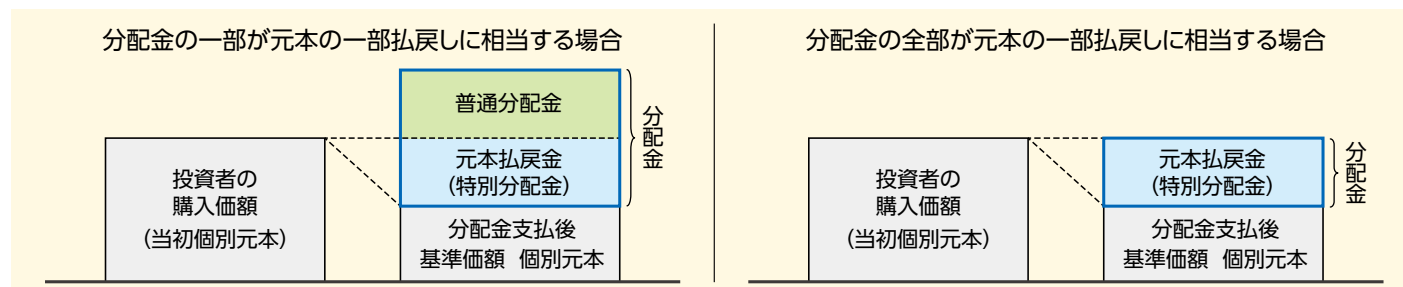 分配金の一部が元本の一部払戻しに相当する場合
普通分配金
元本払戻金
(特別分配金)
分配金
投資者の
購入価額
(当初個別元本)
分配金支払後
基準価額 個別元本
分配金の全部が元本の一部払戻しに相当する場合
元本払戻金
(特別分配金)
分配金
投資者の
購入価額
(当初個別元本)
分配金支払後
基準価額 個別元本